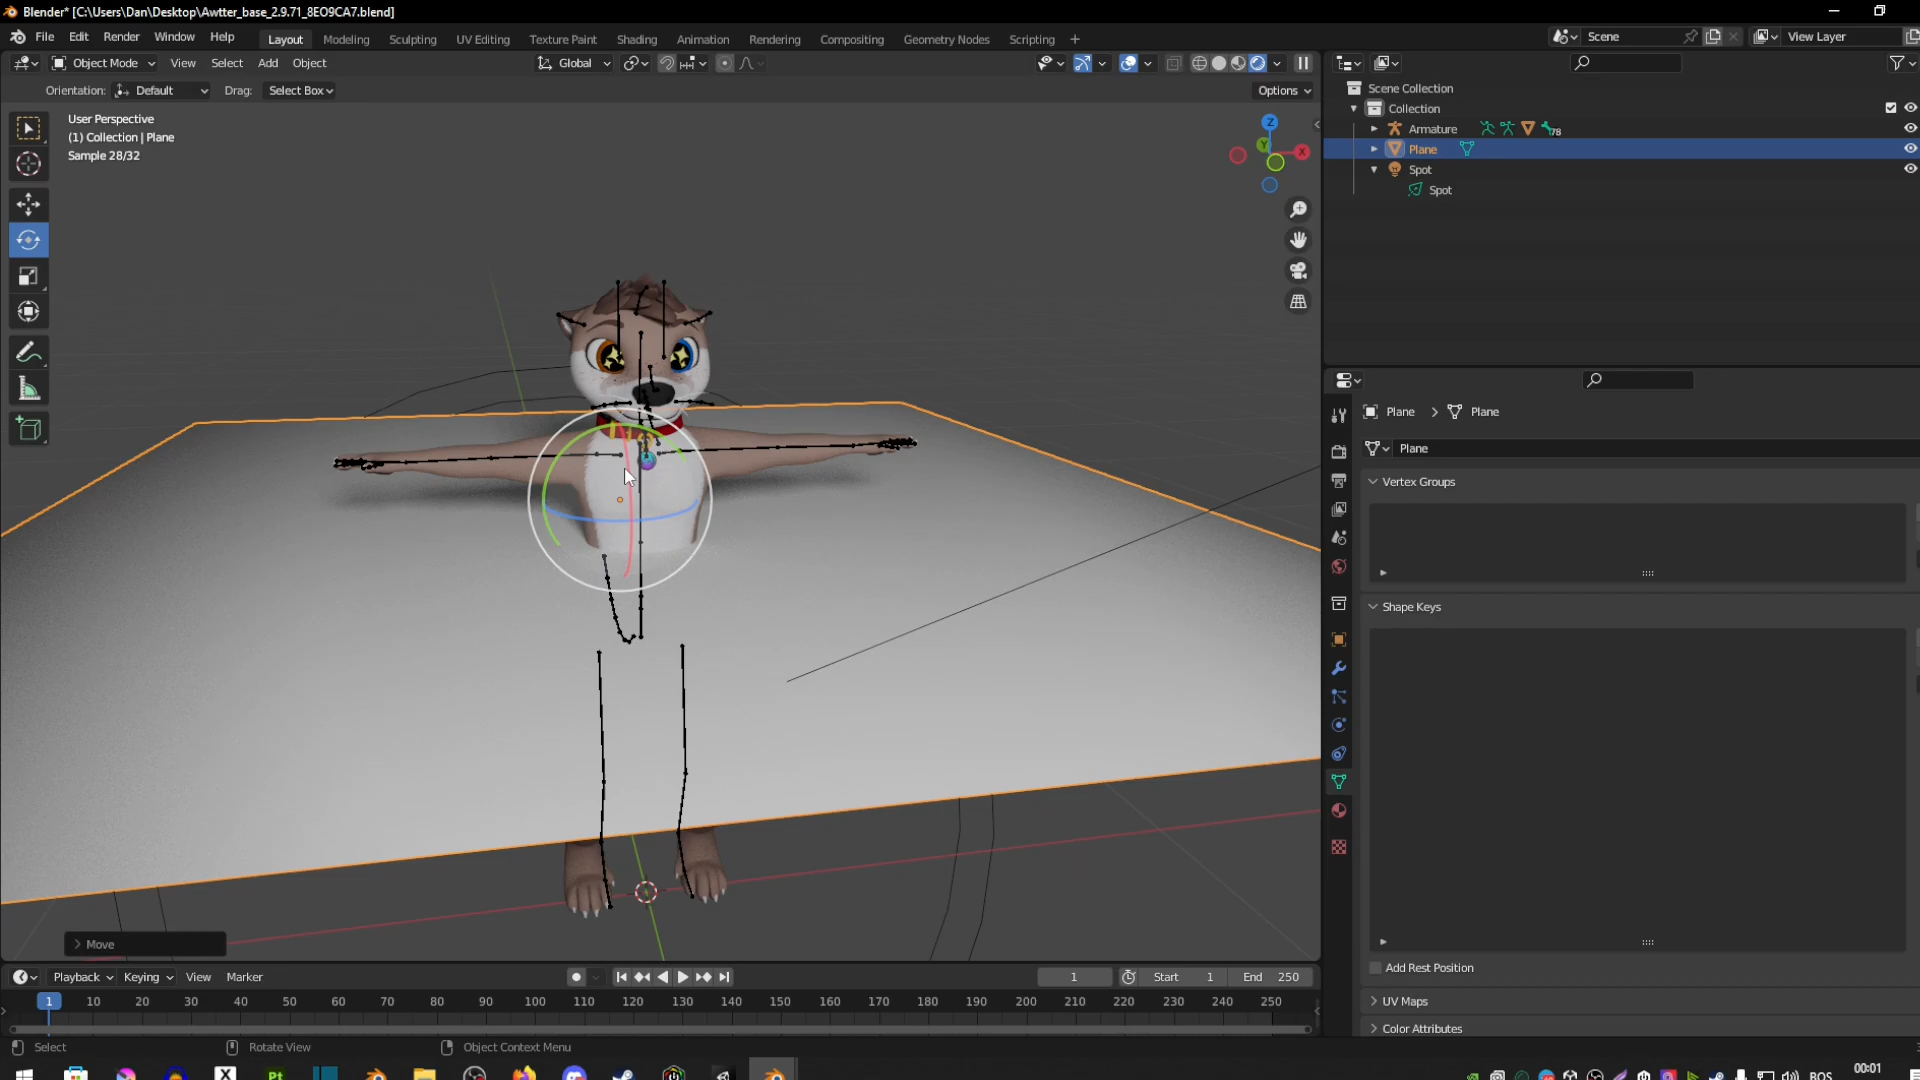 Blender* [C:\Users\Dan\Desktop\Awtter_base_2.9.71_8EO9CA7.blend]
File Edit Render Window Help Layout Modeling Sculpting UV Editing Texture Paint Shading Animation Rendering Compositing Geometry Nodes Scripting + Scene View Layer
Object Mode View Select Add Object Global
Orientation: Default Drag: Select Box Options
User Perspective
(1) Collection | Plane
Sample 28/32
Z
Y
X
Scene Collection
Collection
Armature 78
Plane
Spot
Spot
Plane > Plane
Plane
Vertex Groups
Shape Keys
Add Rest Position
UV Maps
Color Attributes
> Move
Playback Keying View Marker 1 Start 1 End 250
1 10 20 30 40 50 60 70 80 90 100 110 120 130 140 150 160 170 180 190 200 210 220 230 240 250
Select Rotate View Object Context Menu
X Pt BOS 00:01